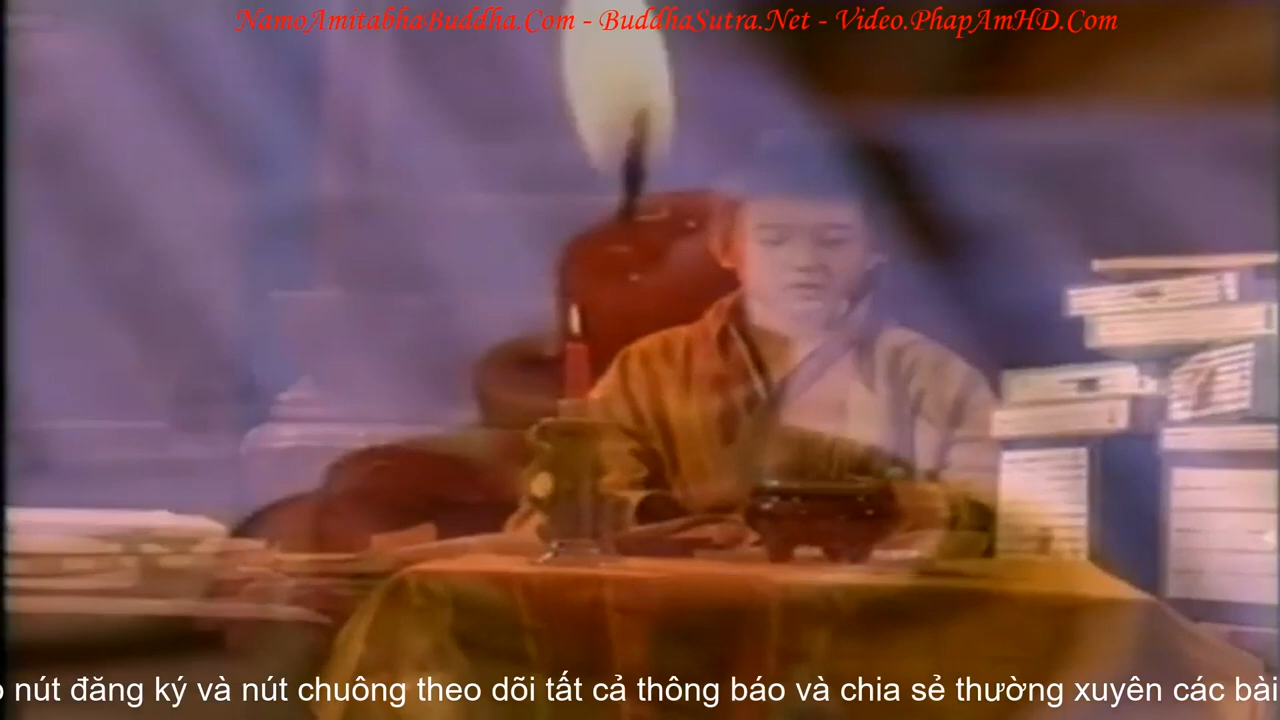 NamoAmitabhaBuddha.Com - BuddhaSutra.Net - Video.PhapAmHD.Com
nút đăng ký và nút chuông theo dõi tất cả thông báo và chia sẻ thường xuyên các bài